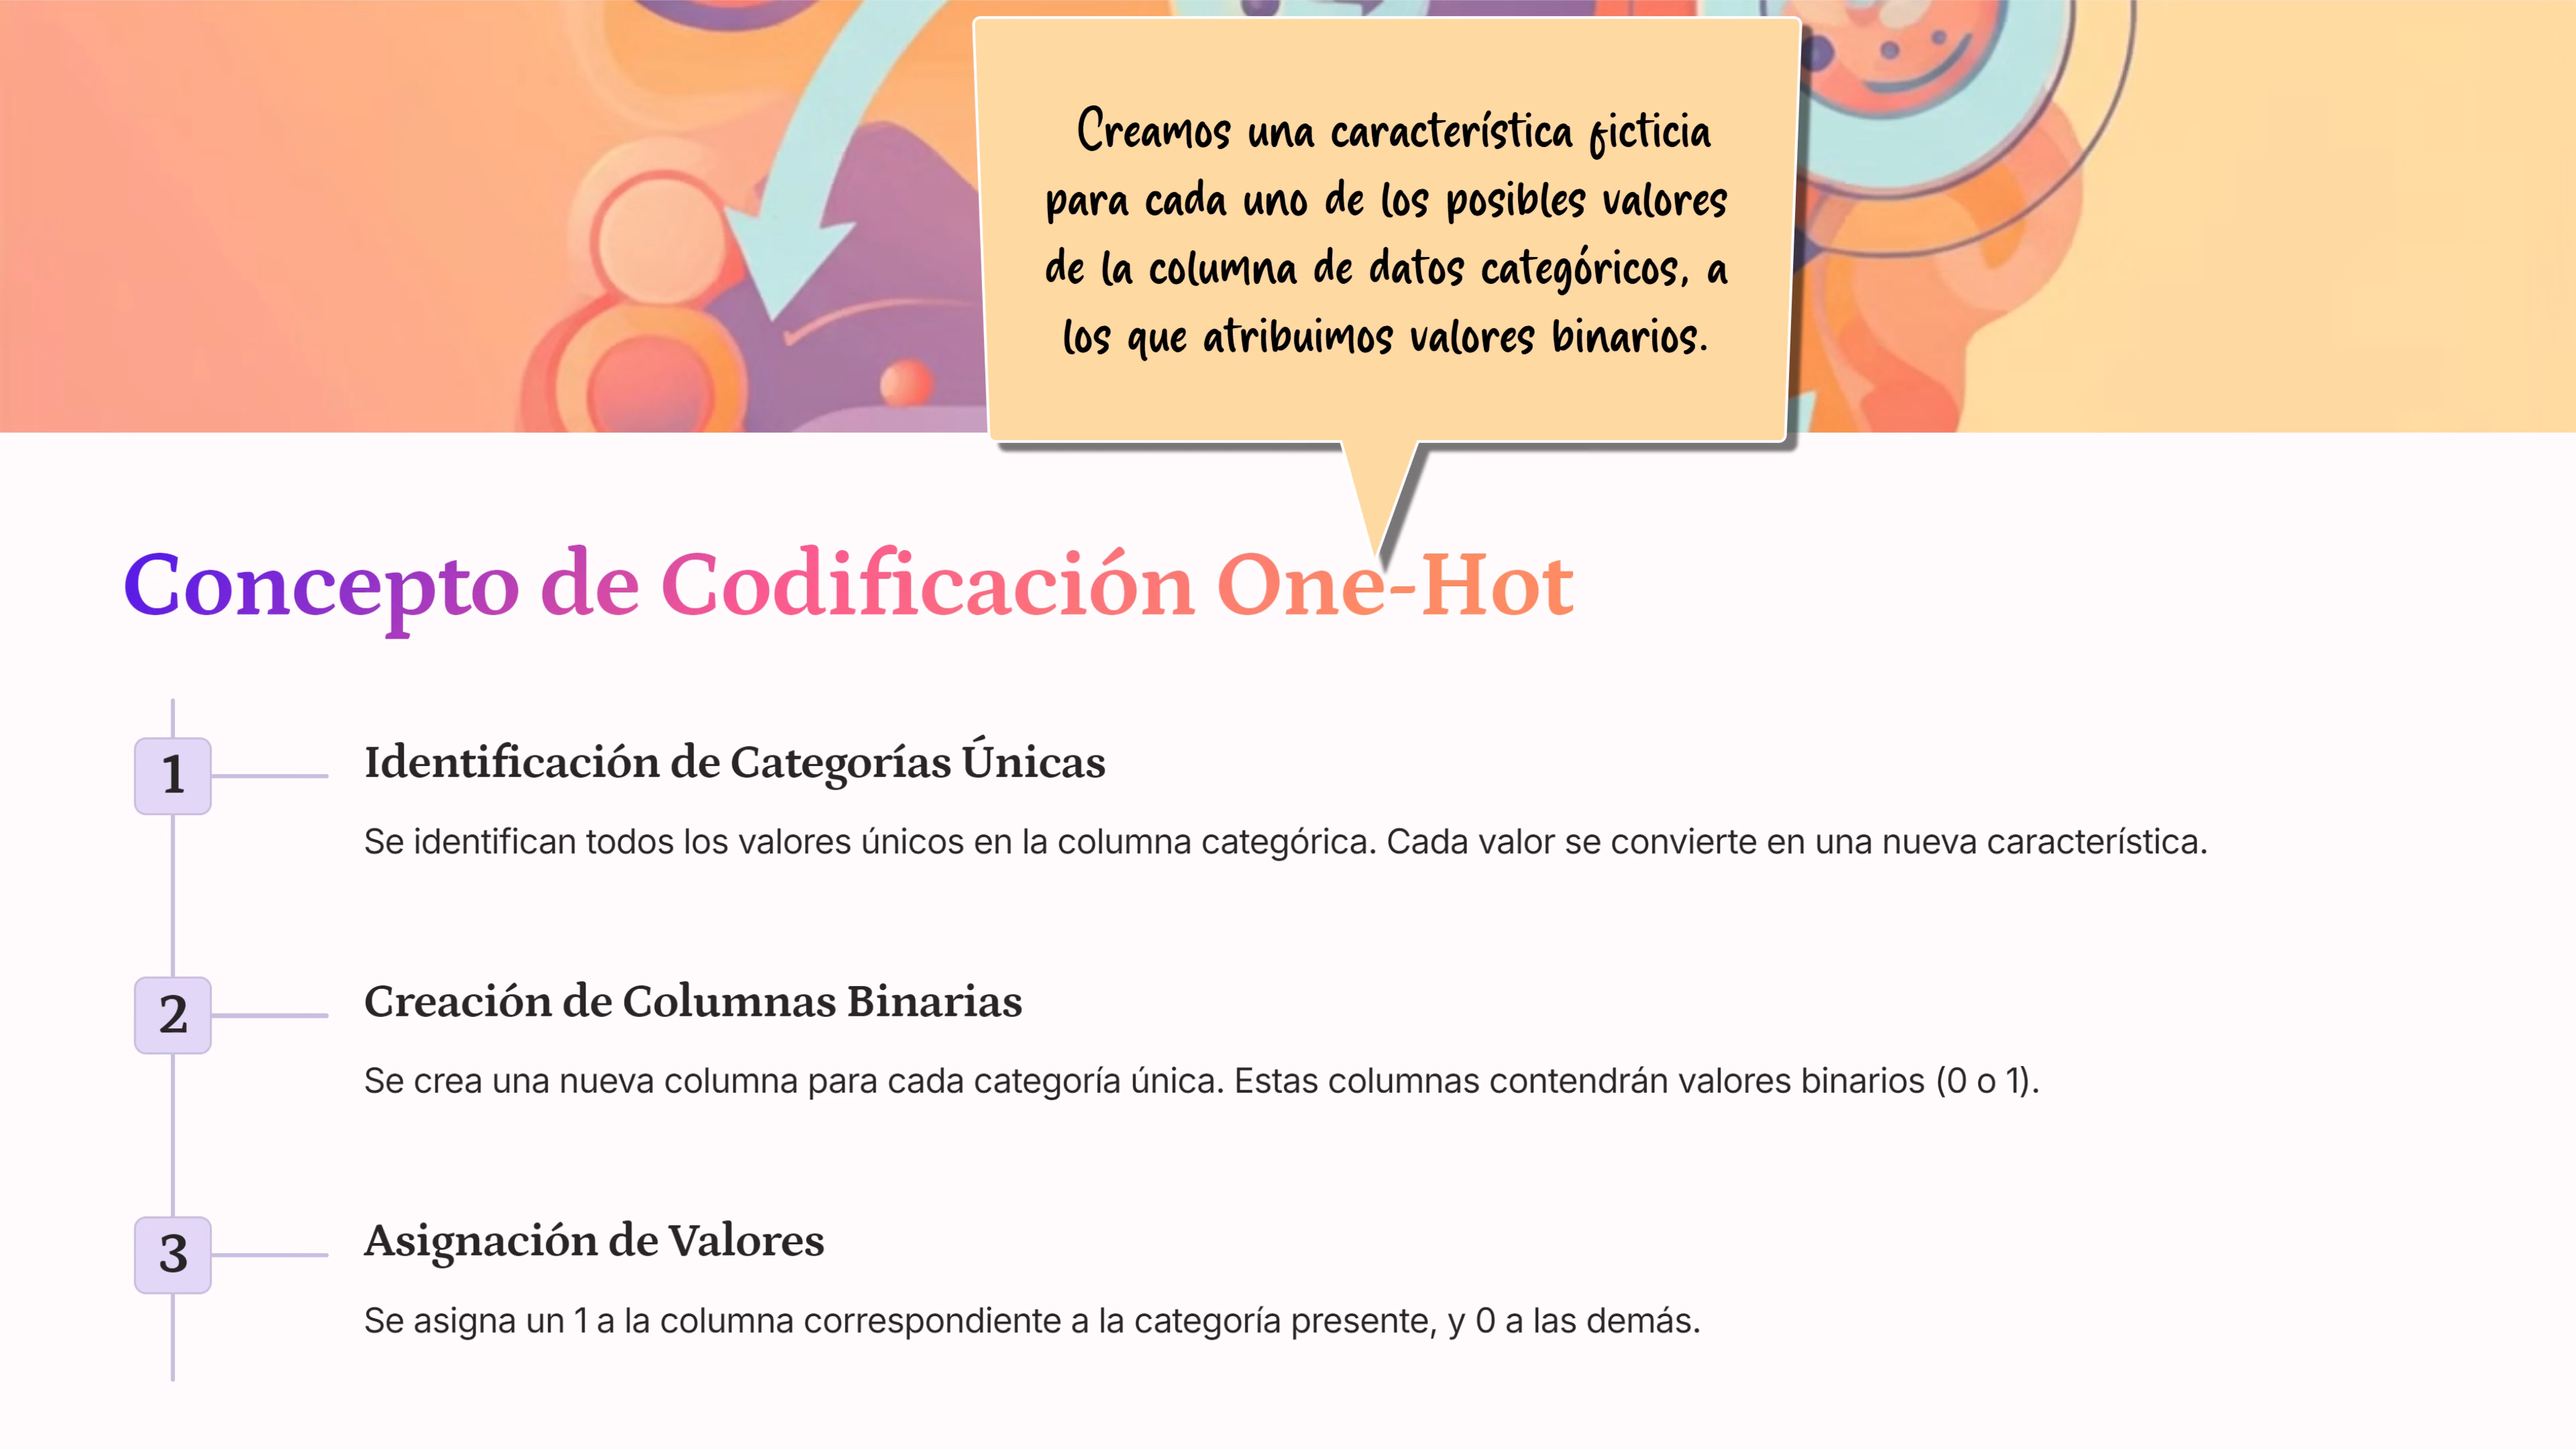 Creamos una característica ficticia
para cada uno de los posibles valores
de la columna de datos categóricos, a
los que atribuimos valores binarios.
Concepto de Codificación One-Hot
1
Identificación de Categorías Únicas
Se identifican todos los valores únicos en la columna categórica. Cada valor se convierte en una nueva característica.
2
Creación de Columnas Binarias
Se crea una nueva columna para cada categoría única. Estas columnas contendrán valores binarios (0 o 1).
3
Asignación de Valores
Se asigna un 1 a la columna correspondiente a la categoría presente, y 0 a las demás.